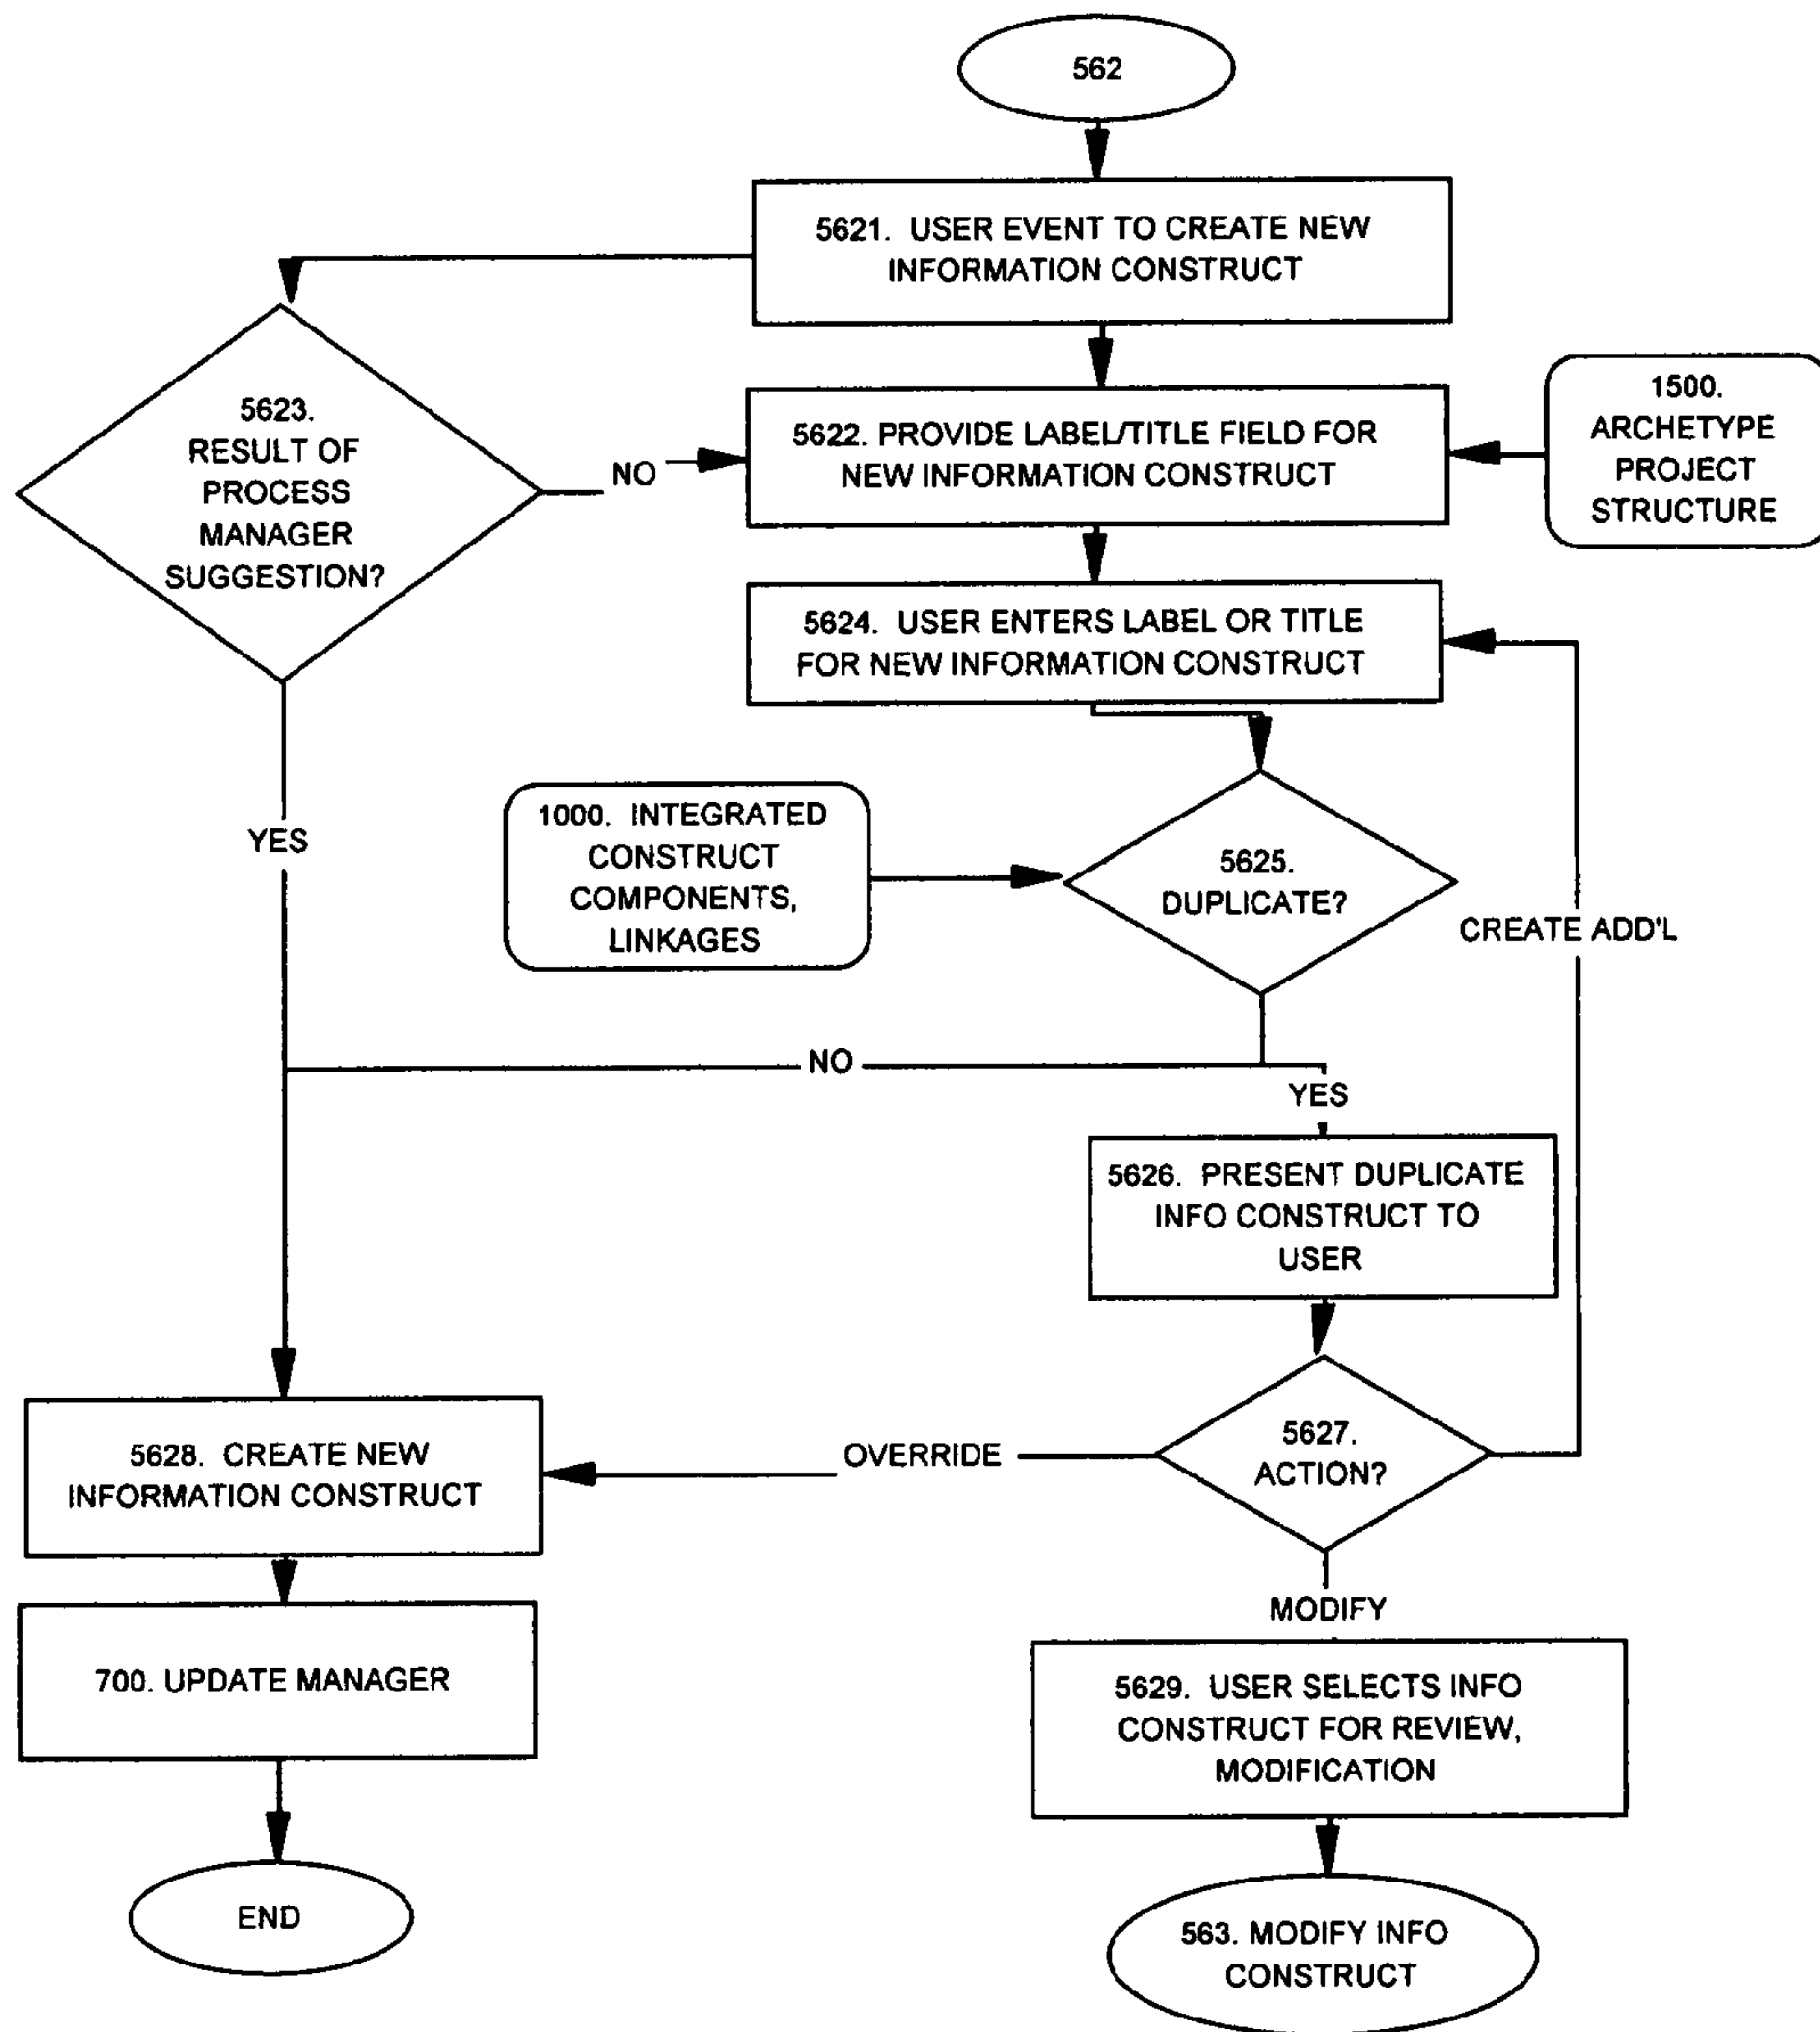 562
5621. USER EVENT TO CREATE NEW
INFORMATION CONSTRUCT
5623.
RESULT OF
PROCESS
MANAGER
SUGGESTION?
NO
5622. PROVIDE LABEL/TITLE FIELD FOR
NEW INFORMATION CONSTRUCT
1500.
ARCHETYPE
PROJECT
STRUCTURE
5624. USER ENTERS LABEL OR TITLE
FOR NEW INFORMATION CONSTRUCT
YES
1000. INTEGRATED
CONSTRUCT
COMPONENTS,
LINKAGES
5625.
DUPLICATE?
CREATE ADD'L
NO
YES
5626. PRESENT DUPLICATE
INFO CONSTRUCT TO
USER
5628. CREATE NEW
INFORMATION CONSTRUCT
OVERRIDE
5627.
ACTION?
MODIFY
700. UPDATE MANAGER
5629. USER SELECTS INFO
CONSTRUCT FOR REVIEW,
MODIFICATION
END
563. MODIFY INFO
CONSTRUCT